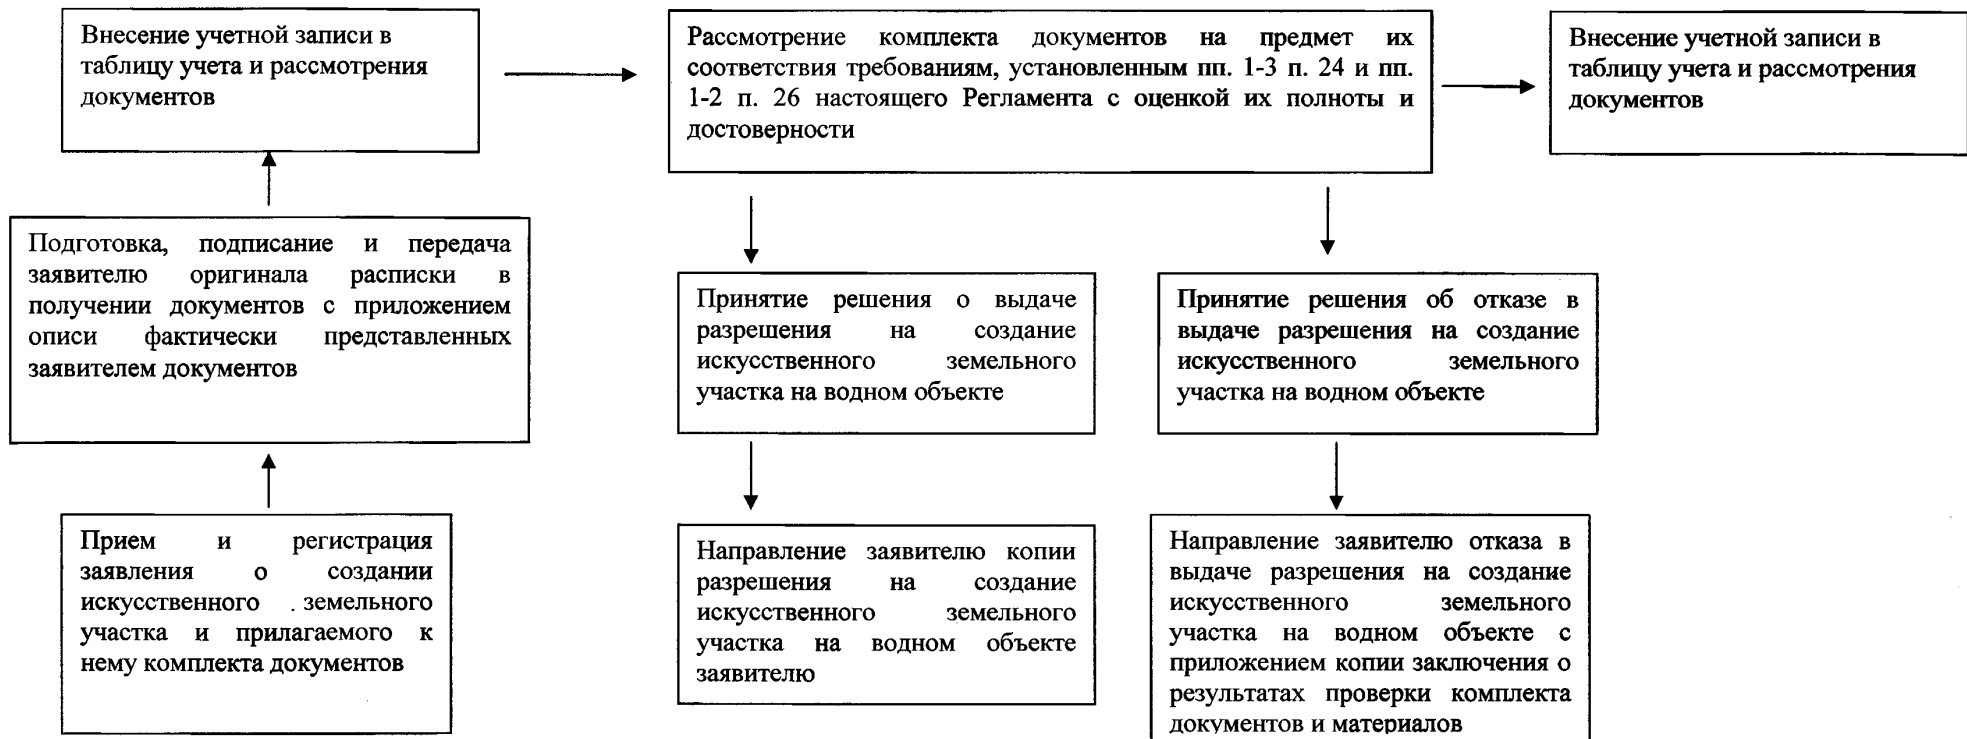 Внесение учетной записи в
таблицу учета и рассмотрения
документов
Рассмотрение комплекта документов на предмет их
соответствия требованиям, установленным пп. 1-3 п. 24 и пп.
1-2 п. 26 настоящего Регламента с оценкой их полноты и
достоверности
Внесение учетной записи в
таблицу учета и рассмотрения
документов
Подготовка, подписание и передача
заявителю оригинала расписки в
получении документов с приложением
описи фактически представленных
заявителем документов
Принятие решения о выдаче
разрешения на создание
искусственного земельного
участка на водном объекте
Принятие решения об отказе в
выдаче разрешения на создание
искусственного земельного
участка на водном объекте
Прием и регистрация
заявления о создании
искусственного земельного
участка и прилагаемого к
нему комплекта документов
Направление заявителю копии
разрешения на создание
искусственного земельного
участка на водном объекте
заявителю
Направление заявителю отказа в
выдаче разрешения на создание
искусственного земельного
участка на водном объекте с
приложением копии заключения о
результатах проверки комплекта
документов и материалов